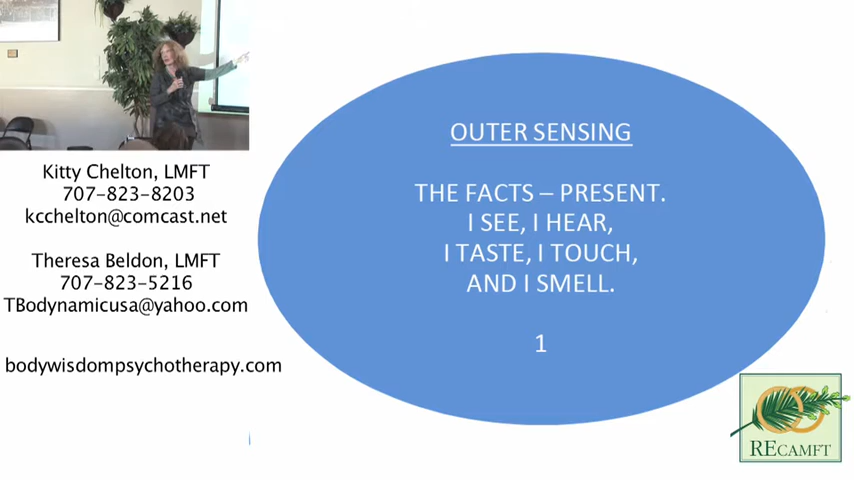 Kitty Chelton, LMFT
707-823-8203
kcchelton@comcast.net
Theresa Beldon, LMFT
707-823-5216
TBodynamicusa@yahoo.com
bodywisdompsychotherapy.com
OUTER SENSING
THE FACTS – PRESENT.
I SEE, I HEAR,
I TASTE, I TOUCH,
AND I SMELL.
1
RECAMFT